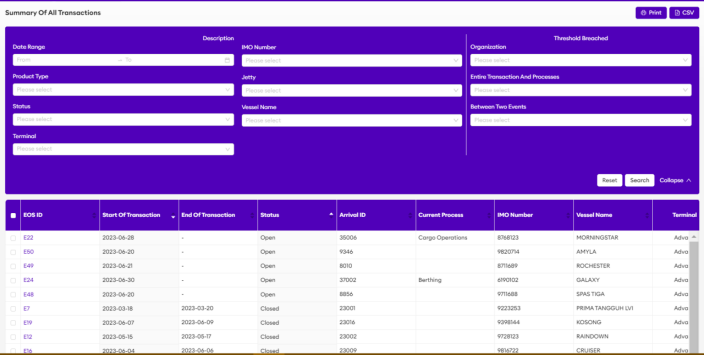 Summary Of All Transactions
Print CSV
Description Threshold Breached
Date Range IMO Number Organization
From → To Please select Please select
Product Type Jetty Entire Transaction And Processes
Please select Please select Please select
Status Vessel Name Between Two Events
Please select Please select Please select
Terminal
Please select
Reset Search Collapse
EOS ID Start Of Transaction End Of Transaction Status Arrival ID Current Process IMO Number Vessel Name Terminal
E22 2023-06-28 - Open 35006 Cargo Operations 8768123 MORNINGSTAR Adva
E50 2023-06-20 - Open 9346 9820714 AMYLA Adva
E49 2023-06-21 - Open 8010 8711689 ROCHESTER Adva
E24 2023-06-30 - Open 37002 Berthing 6190102 GALAXY Adva
E48 2023-06-20 - Open 8856 9711688 SPAS TIGA Adva
E7 2023-03-18 2023-03-20 Closed 23001 9223253 PRIMA TANGGUH LVI Adva
E19 2023-06-07 2023-06-09 Closed 23016 9398144 KOSONG Adva
E12 2023-05-15 2023-05-17 Closed 23002 9728123 RAINDOWN Adva
E16 2023-06-04 2023-06-06 Closed 23009 9816722 CRUISER Adva